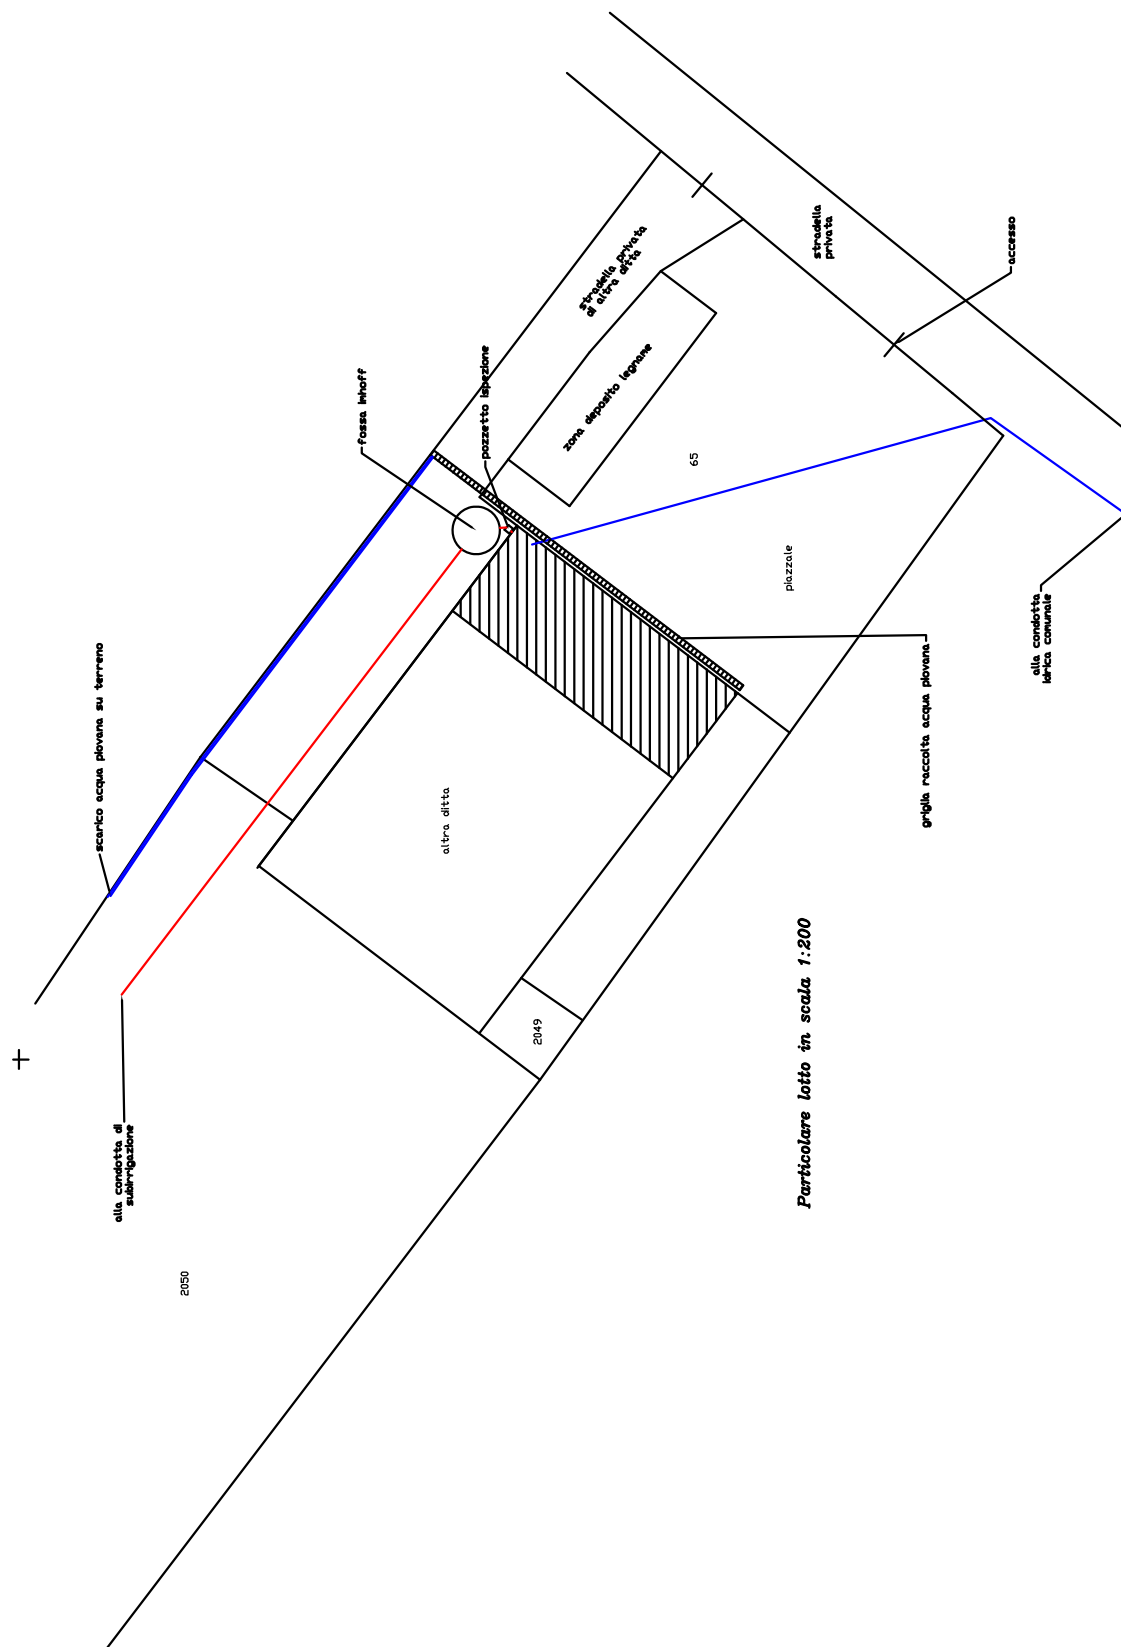 stradella
privata
accesso
stradella privata
di altra ditta
zona deposito legname
pozzetto ispezione
fossa imhoff
65
piazzale
alla condotta
idrica comunale
griglia raccolta acqua piovana
scarico acqua piovana su terreno
altra ditta
2049
Particolare lotto in scala 1:200
alla condotta di
subirrigazione
2050